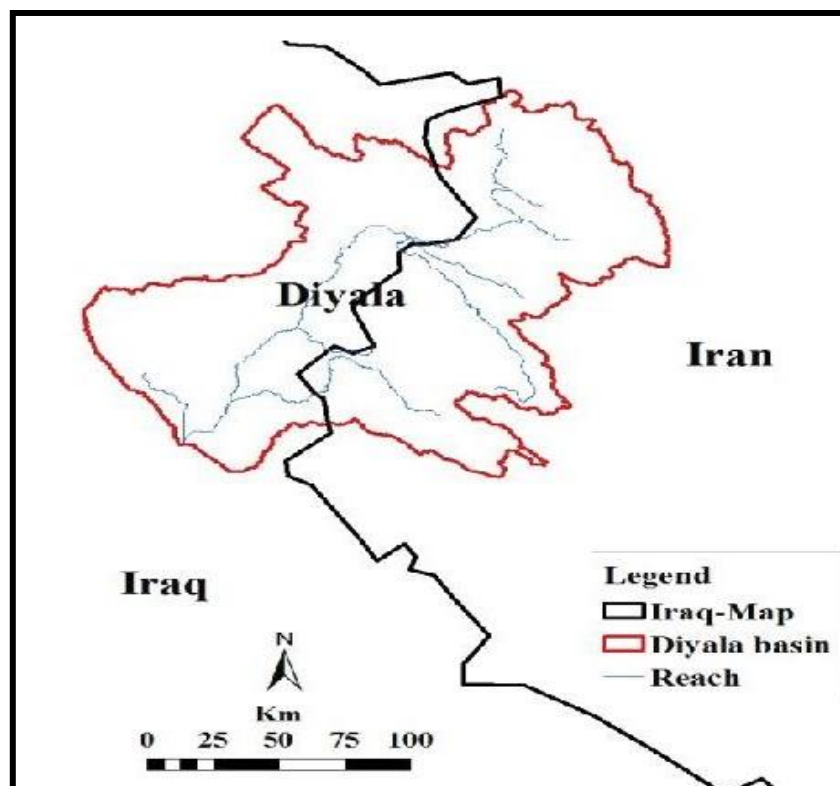 Diyala
Iran
Iraq
Legend
Iraq-Map
Diyala basin
Reach
N
Km
0 25 50 75 100